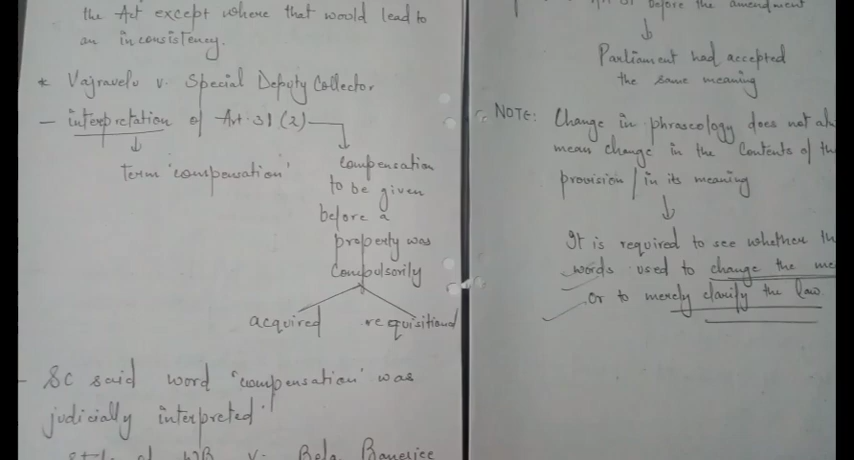 the Act except where that would lead to
an inconsistency.
* Vajravelu v. Special Deputy Collector
— interpretation of Art. 31 (2)
term 'compensation'
compensation
to be given
before a
property was
Compulsorily
acquired requisitioned
- SC said word 'compensation' was
judicially interpreted'
v. Bela Banerjee
before the amendment
Parliament had accepted
the same meaning
NOTE: Change in phraseology does not
mean change in the Contents of
provision / in its meaning
It is required to see whether
words used to change the
or to merely clarify the law.